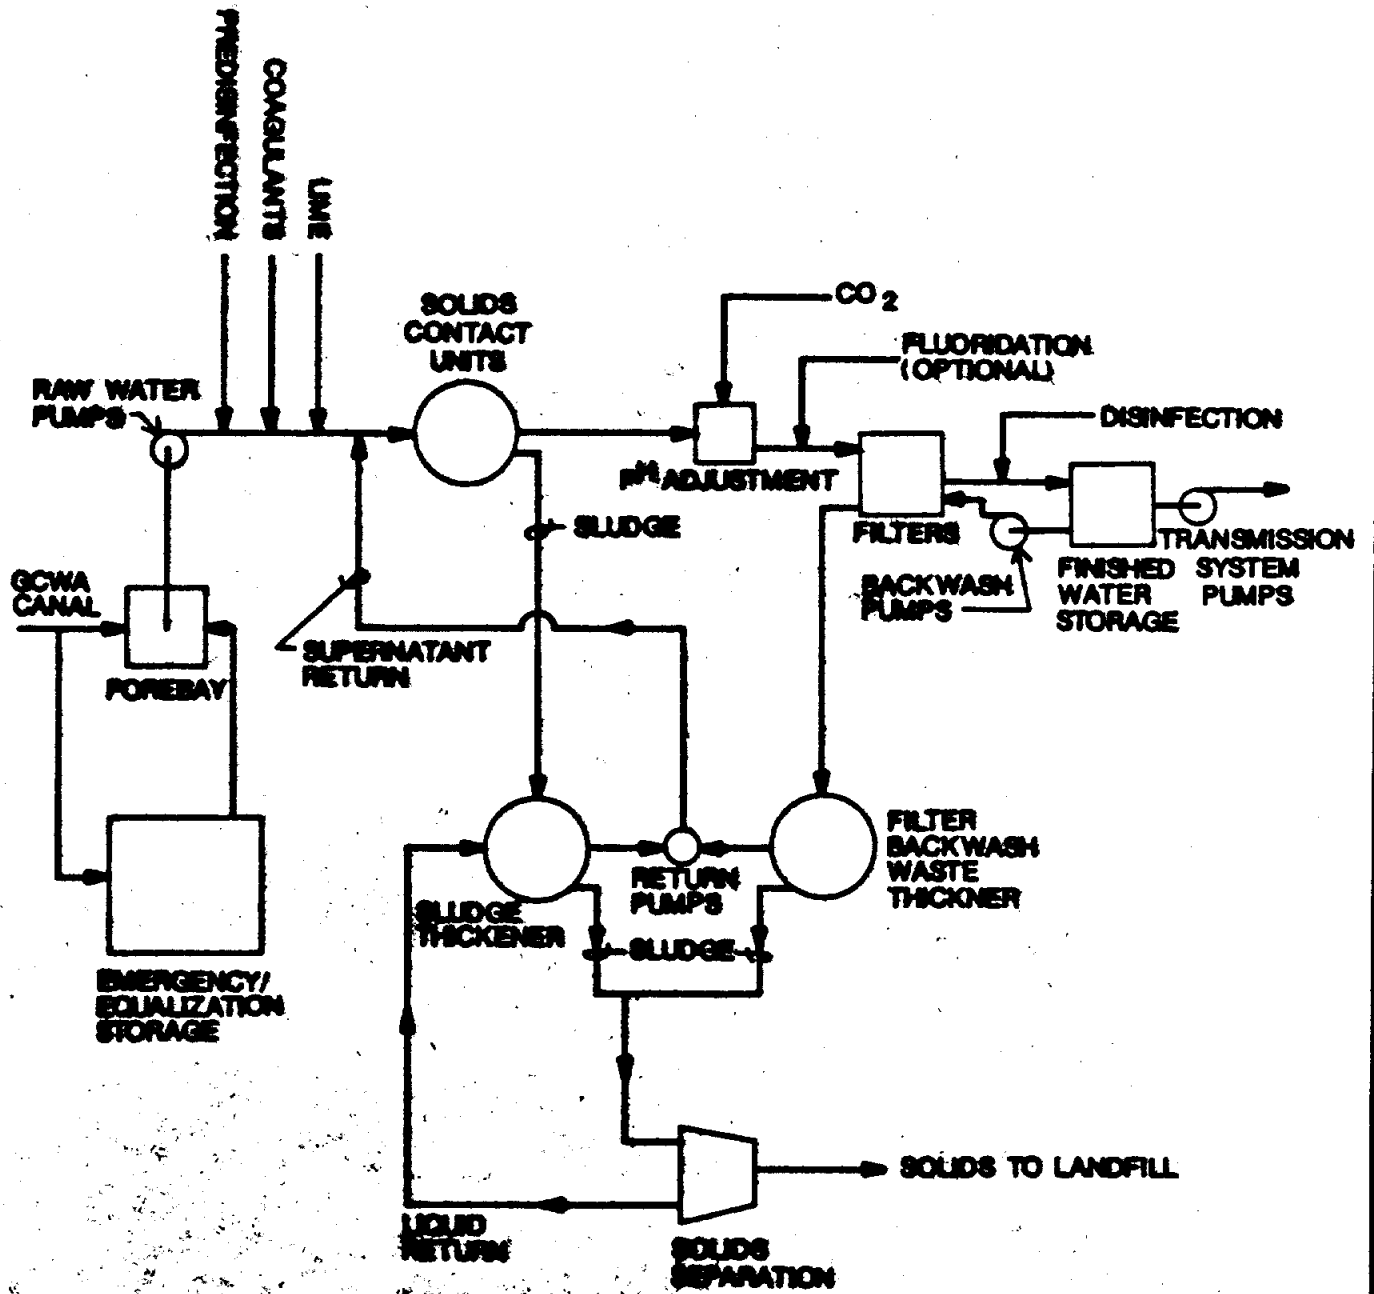 PREDISINFECTION
COAGULANTS
LIME
SOLIDS
CONTACT
UNITS
CO2
FLUORIDATION
(OPTIONAL)
RAW WATER
PUMPS
DISINFECTION
PH ADJUSTMENT
SLUDGE
FILTERS
TRANSMISSION
SYSTEM
PUMPS
FINISHED
WATER
STORAGE
BACKWASH
PUMPS
GCWA
CANAL
SUPERNATANT
RETURN
FOREBAY
FILTER
BACKWASH
WASTE
THICKNER
RETURN
PUMPS
SLUDGE
THICKENER
SLUDGE
EMERGENCY/
EQUALIZATION
STORAGE
SOLIDS TO LANDFILL
LIQUID
RETURN
SOLIDS
SEPARATION